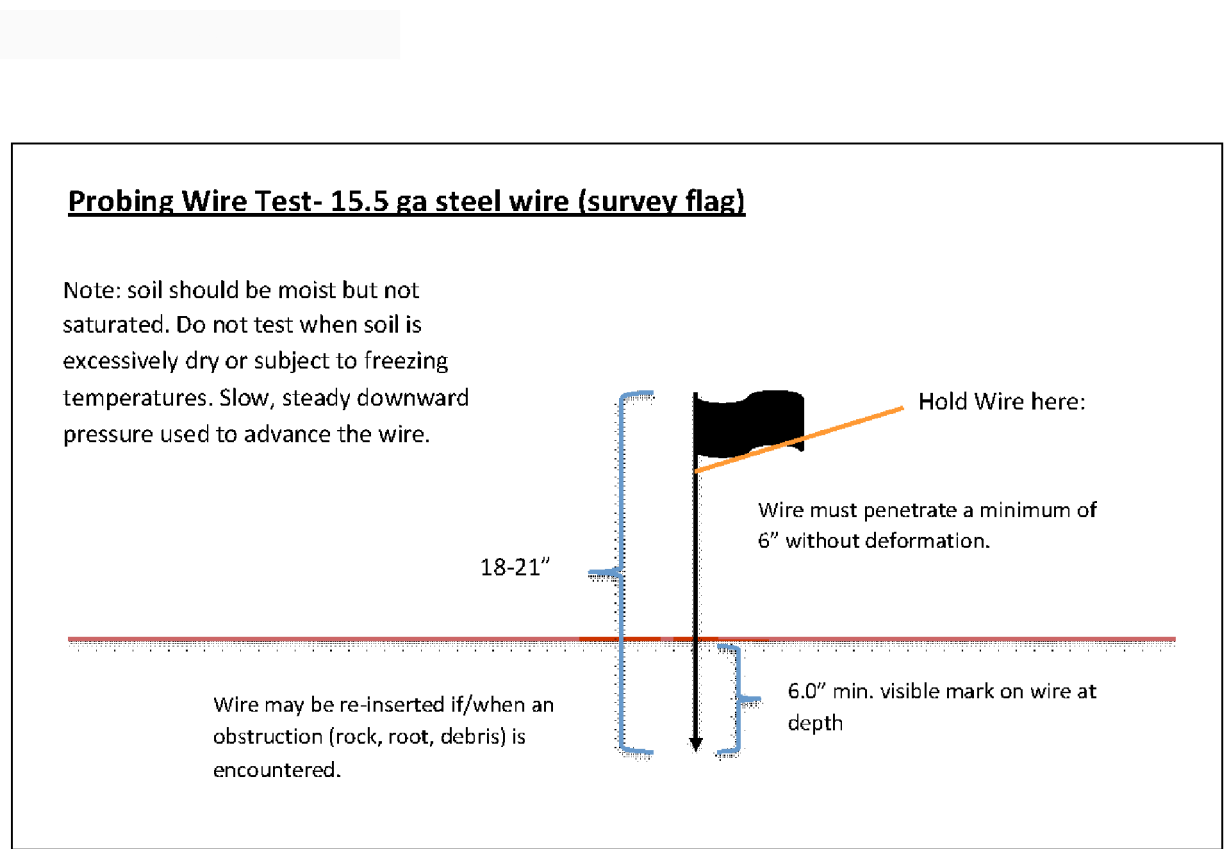 Probing Wire Test- 15.5 ga steel wire (survey flag)
Note: soil should be moist but not
saturated. Do not test when soil is
excessively dry or subject to freezing
temperatures. Slow, steady downward
pressure used to advance the wire.
Hold Wire here:
Wire must penetrate a minimum of
6” without deformation.
18-21”
6.0” min. visible mark on wire at
depth
Wire may be re-inserted if/when an
obstruction (rock, root, debris) is
encountered.